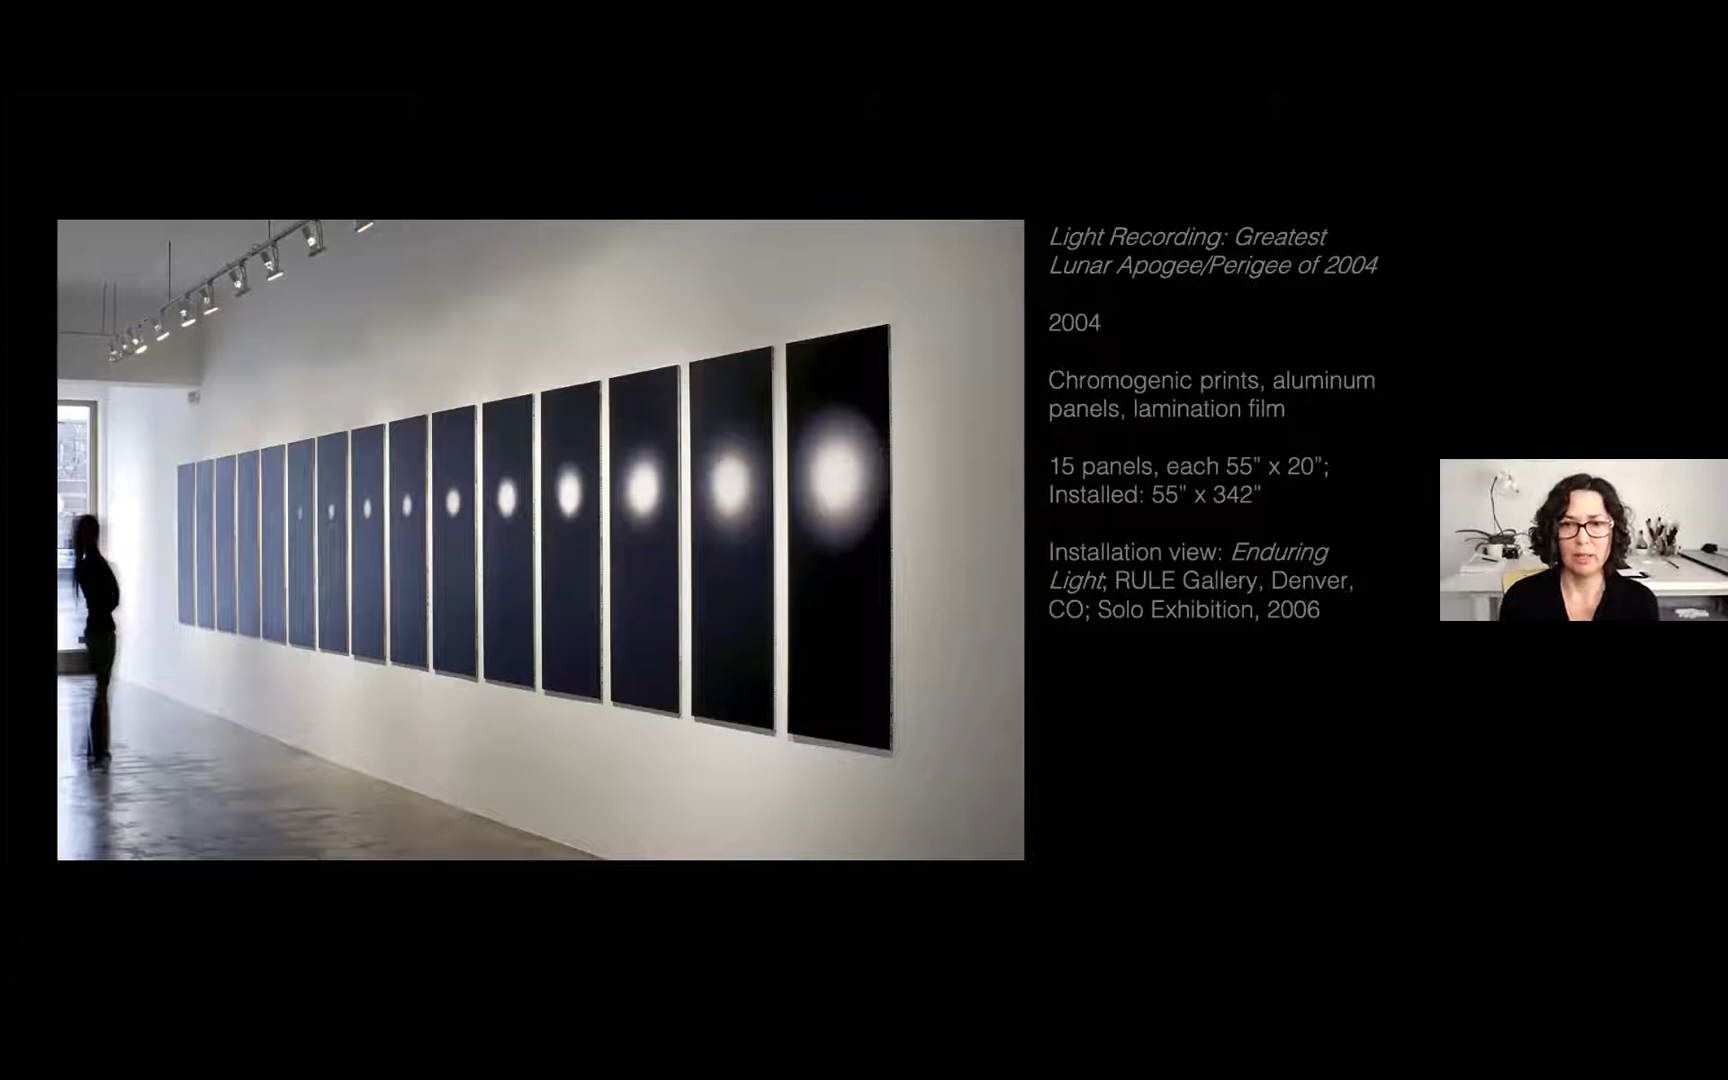 Light Recording: Greatest
Lunar Apogee/Perigee of 2004
2004
Chromogenic prints, aluminum
panels, lamination film
15 panels, each 55" x 20";
Installed: 55" x 342"
Installation view: Enduring
Light; RULE Gallery, Denver,
CO; Solo Exhibition, 2006